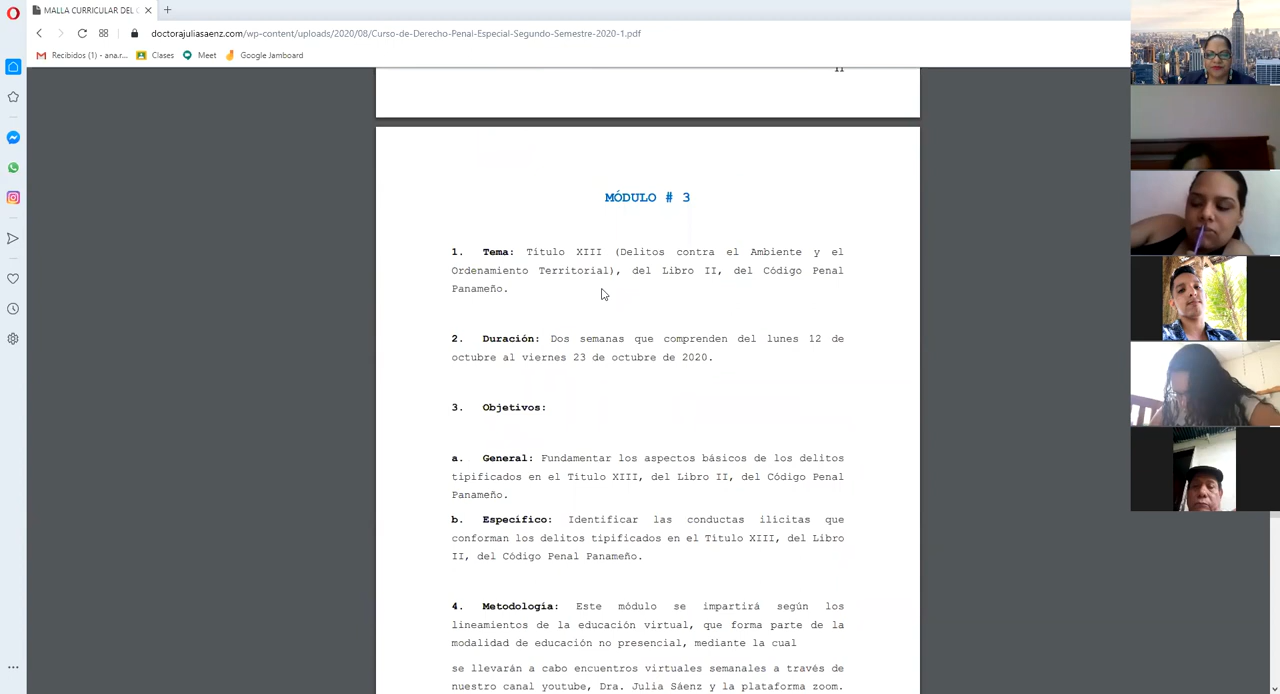 MALLA CURRICULAR DEL
doctorajuliasaenz.com/wp-content/uploads/2020/08/Curso-de-Derecho-Penal-Especial-Segundo-Semestre-2020-1.pdf
Recibidos (1) - ana.r... Clases Meet Google Jamboard
11
MÓDULO # 3
1. Tema: Título XIII (Delitos contra el Ambiente y el
Ordenamiento Territorial), del Libro II, del Código Penal
Panameño.
2. Duración: Dos semanas que comprenden del lunes 12 de
octubre al viernes 23 de octubre de 2020.
3. Objetivos:
a. General: Fundamentar los aspectos básicos de los delitos
tipificados en el Título XIII, del Libro II, del Código Penal
Panameño.
b. Específico: Identificar las conductas ilícitas que
conforman los delitos tipificados en el Título XIII, del Libro
II, del Código Penal Panameño.
4. Metodología: Este módulo se impartirá según los
lineamientos de la educación virtual, que forma parte de la
modalidad de educación no presencial, mediante la cual
se llevarán a cabo encuentros virtuales semanales a través de
nuestro canal youtube, Dra. Julia Sáenz y la plataforma zoom.